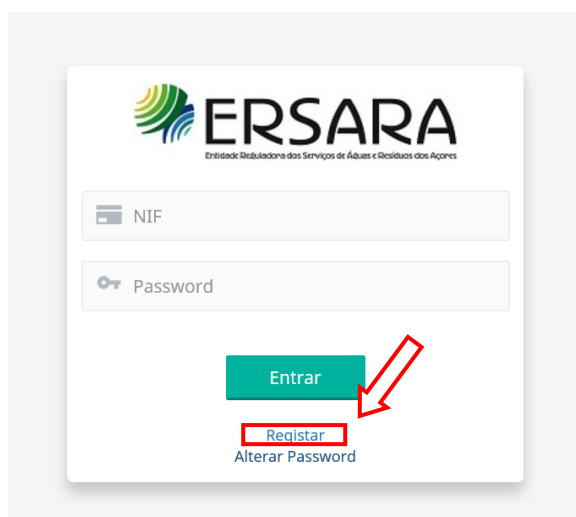 ERSARA
Entidade Reguladora dos Serviços de Águas e Resíduos dos Açores
NIF
Password
Entrar
Registar
Alterar Password